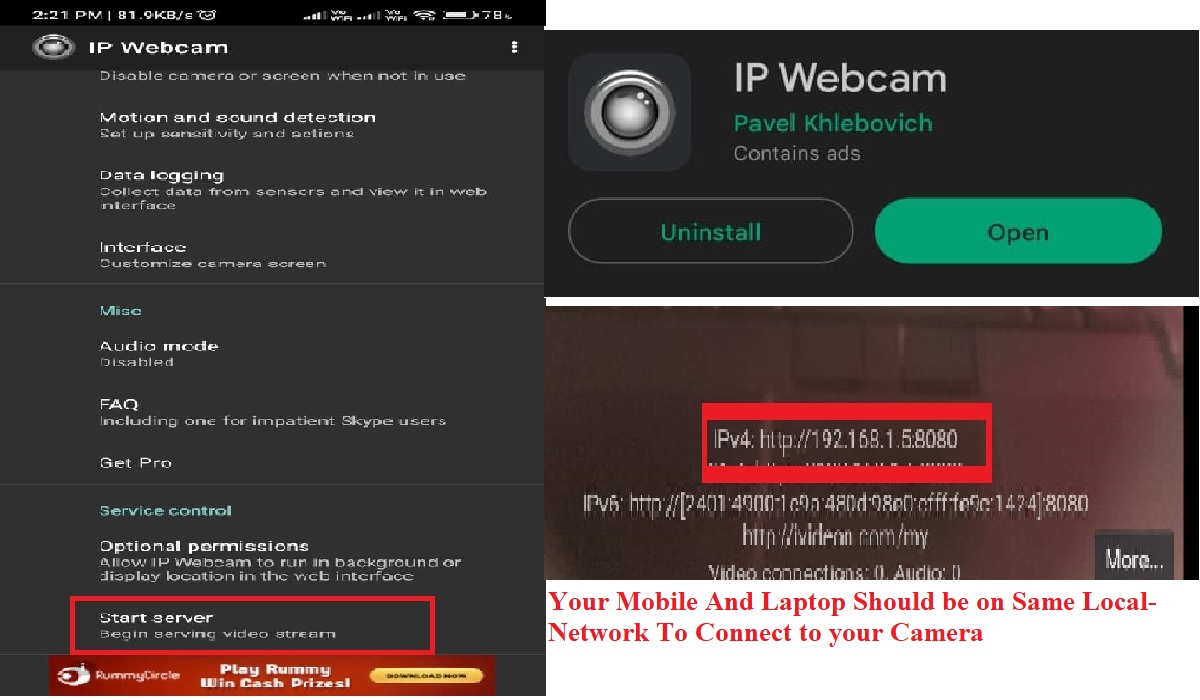 2:21 PM | 81.9KB/s
Vo WiFi Vo WiFi 78
IP Webcam
Disable camera or screen when not in use
Motion and sound detection
Set up sensitivity and actions
Data logging
Collect data from sensors and view it in web
interface
Interface
Customize camera screen
Misc
Audio mode
Disabled
FAQ
Including one for impatient Skype users
Get Pro
Service control
Optional permissions
Allow IP Webcam to run in background or
display location in the web interface
Start server
Begin serving video stream
RummyCircle
Play Rummy
Win Cash Prizes!
DOWNLOAD NOW
IP Webcam
Pavel Khlebovich
Contains ads
Uninstall
Open
IPv4: http://192.168.1.5:8080
IPv6: http://[2401:4900:1c9a:480d:98e0:cfff:fe9c:1424]:8080
http://ivideon.com/my
Video connections: 0, Audio: 0
More...
Your Mobile And Laptop Should be on Same Local-
Network To Connect to your Camera